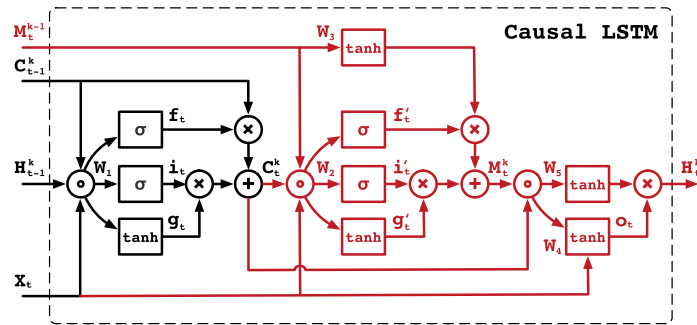 M_t^{k-1} W_3 tanh Causal LSTM
C_{t-1}^k
σ f_t × σ f'_t ×
H_{t-1}^k W_1 σ i_t × + C_t^k W_2 σ i'_t × + M_t^k W_5 tanh × H_t^k
tanh g_t tanh g'_t W_4 tanh o_t
X_t